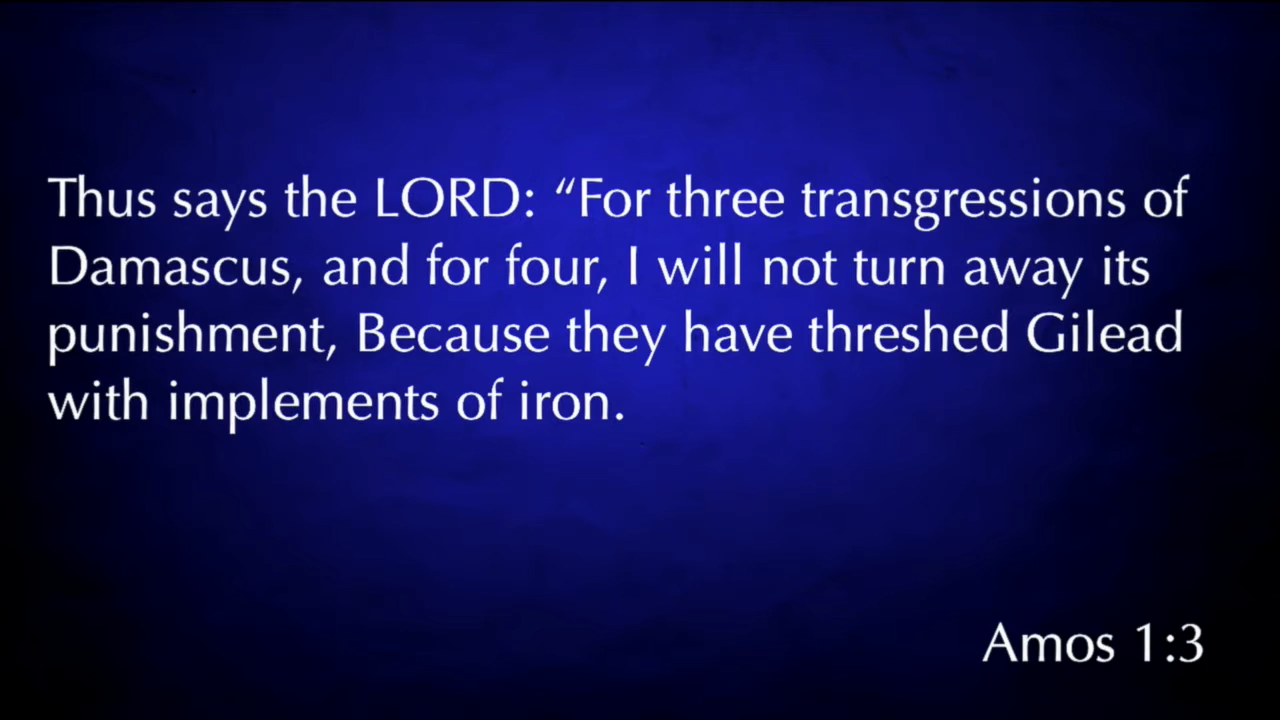 Thus says the LORD: “For three transgressions of
Damascus, and for four, I will not turn away its
punishment, Because they have threshed Gilead
with implements of iron.
Amos 1:3